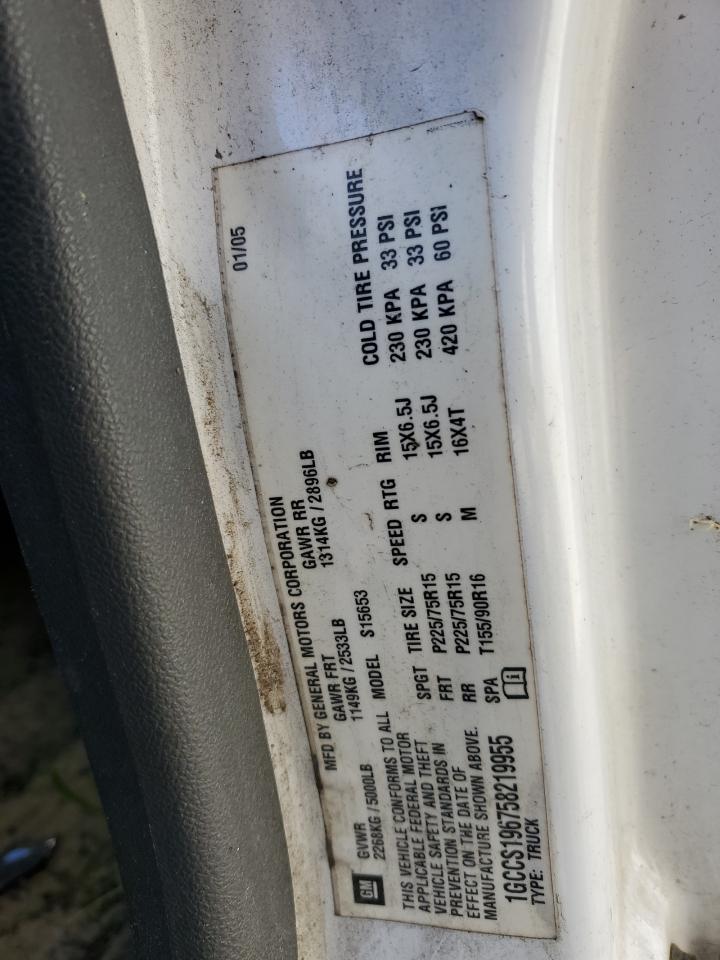 MFD BY GENERAL MOTORS CORPORATION 01/05
GM GVWR GAWR FRT GAWR RR
2268KG/5000LB 1149KG/2533LB 1314KG/2896LB
THIS VEHICLE CONFORMS TO ALL
APPLICABLE FEDERAL MOTOR
VEHICLE SAFETY AND THEFT
PREVENTION STANDARDS IN
EFFECT ON THE DATE OF
MANUFACTURE SHOWN ABOVE.
MODEL S15653
SPGT TIRE SIZE SPEED RTG RIM COLD TIRE PRESSURE
FRT P225/75R15 S 15X6.5J 230 KPA 33 PSI
RR P225/75R15 S 15X6.5J 230 KPA 33 PSI
SPA T155/90R16 M 16X4T 420 KPA 60 PSI
1GCCS196758219955
TYPE: TRUCK